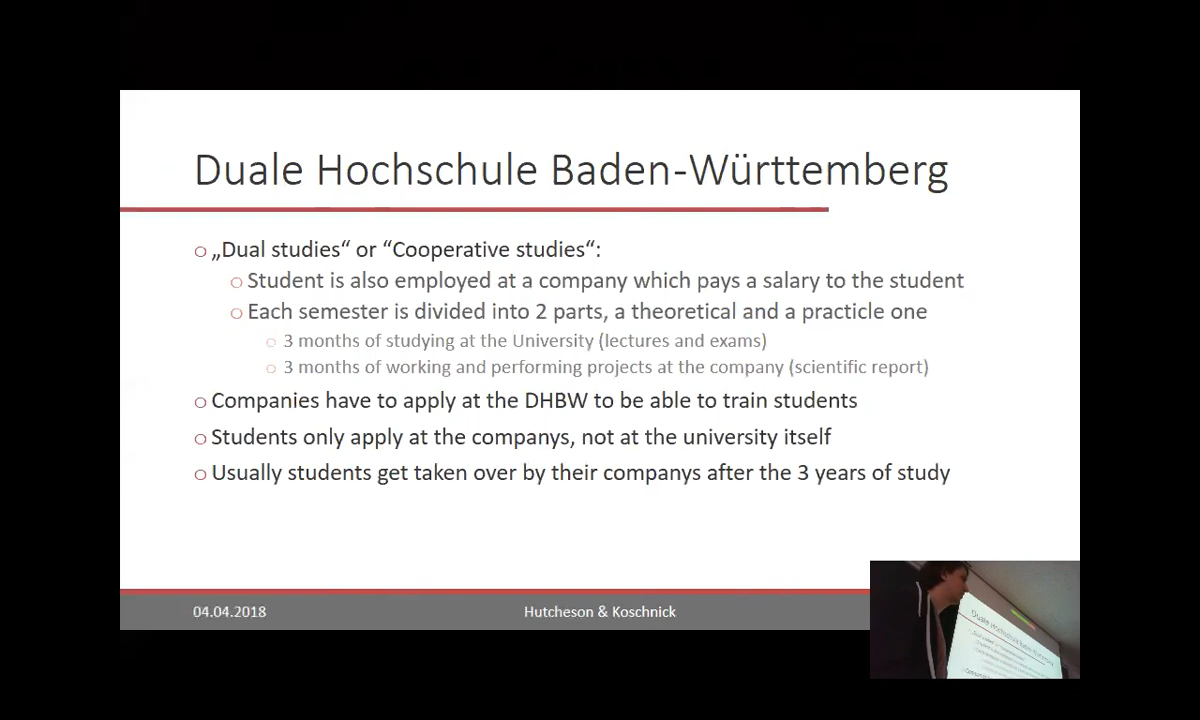 Duale Hochschule Baden-Württemberg
„Dual studies“ or “Cooperative studies“:
Student is also employed at a company which pays a salary to the student
Each semester is divided into 2 parts, a theoretical and a practicle one
3 months of studying at the University (lectures and exams)
3 months of working and performing projects at the company (scientific report)
Companies have to apply at the DHBW to be able to train students
Students only apply at the companys, not at the university itself
Usually students get taken over by their companys after the 3 years of study
04.04.2018
Hutcheson & Koschnick
Duale Hochschule Baden-Württemberg